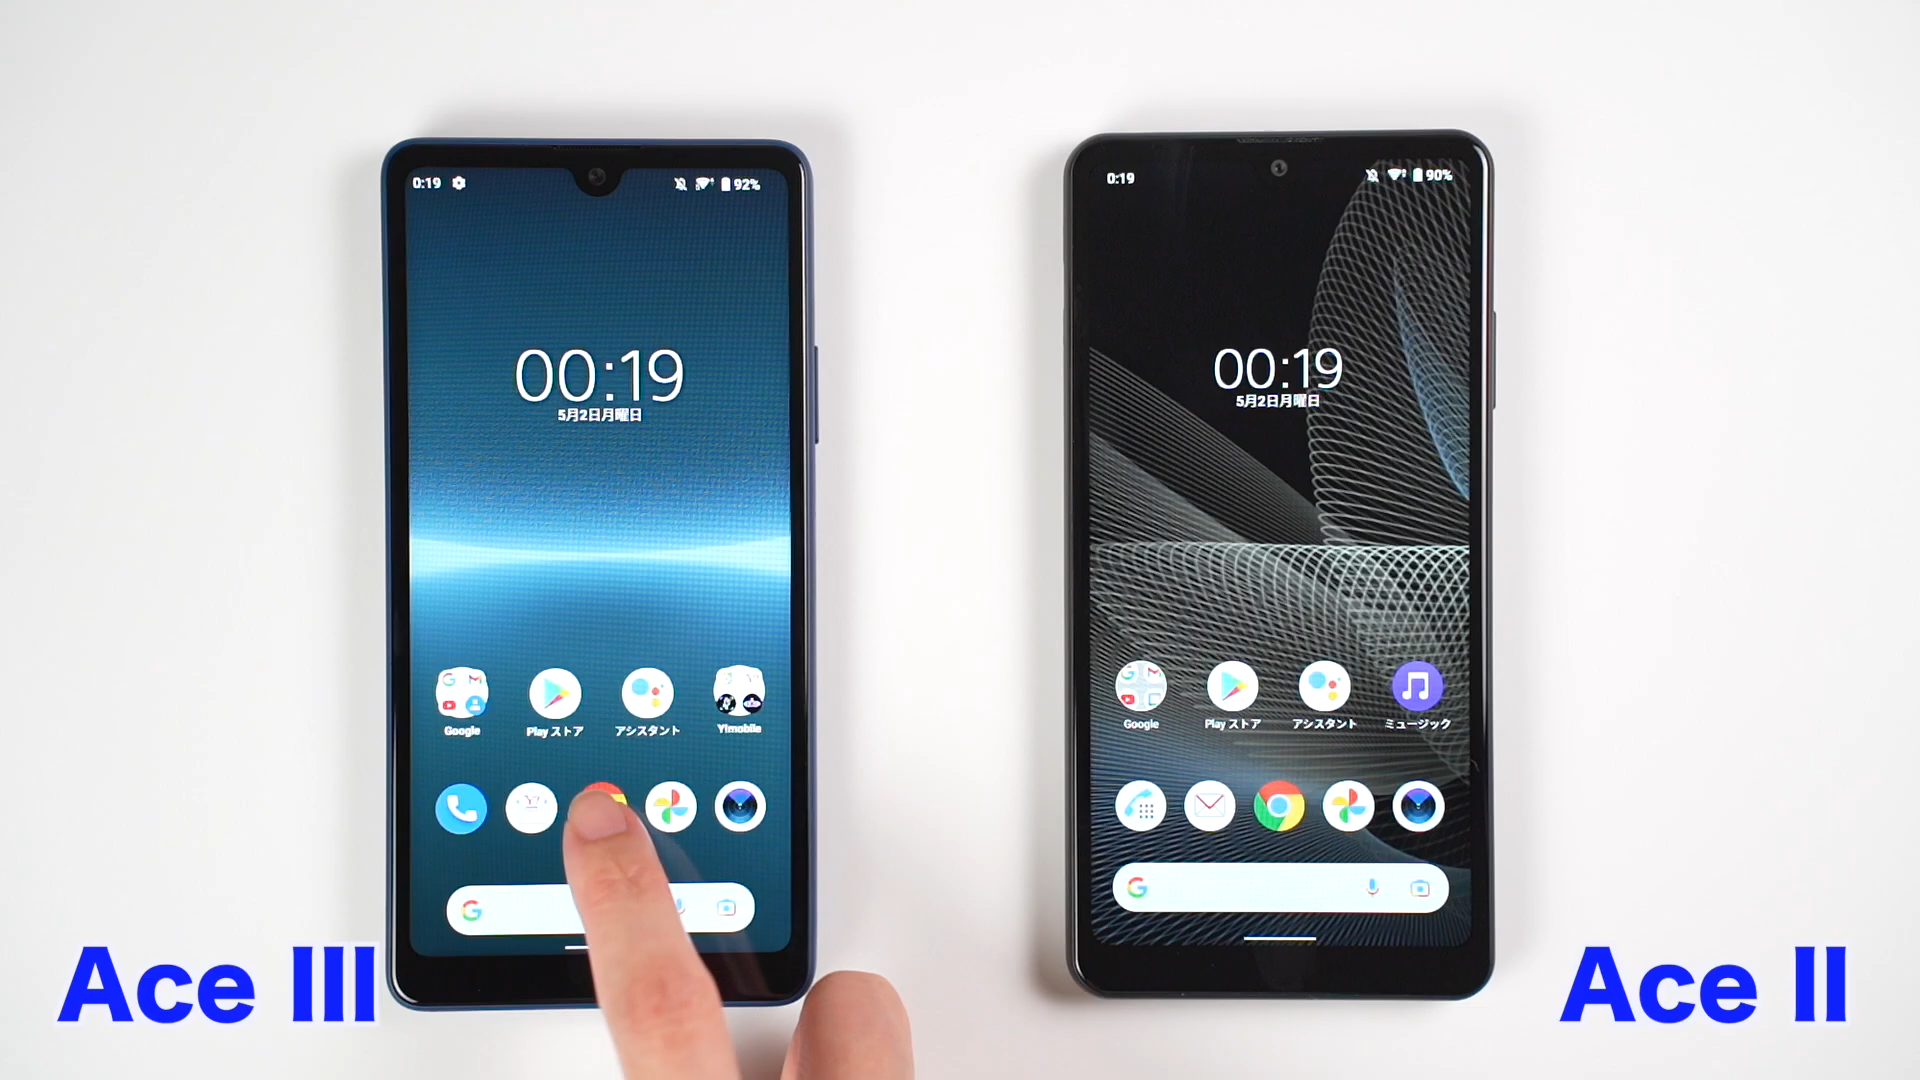 0:19
92%
00:19
5月2日月曜日
Google
Play ストア
アシスタント
Y!mobile
0:19
90%
00:19
5月2日月曜日
Google
Play ストア
アシスタント
ミュージック
Ace III
Ace II